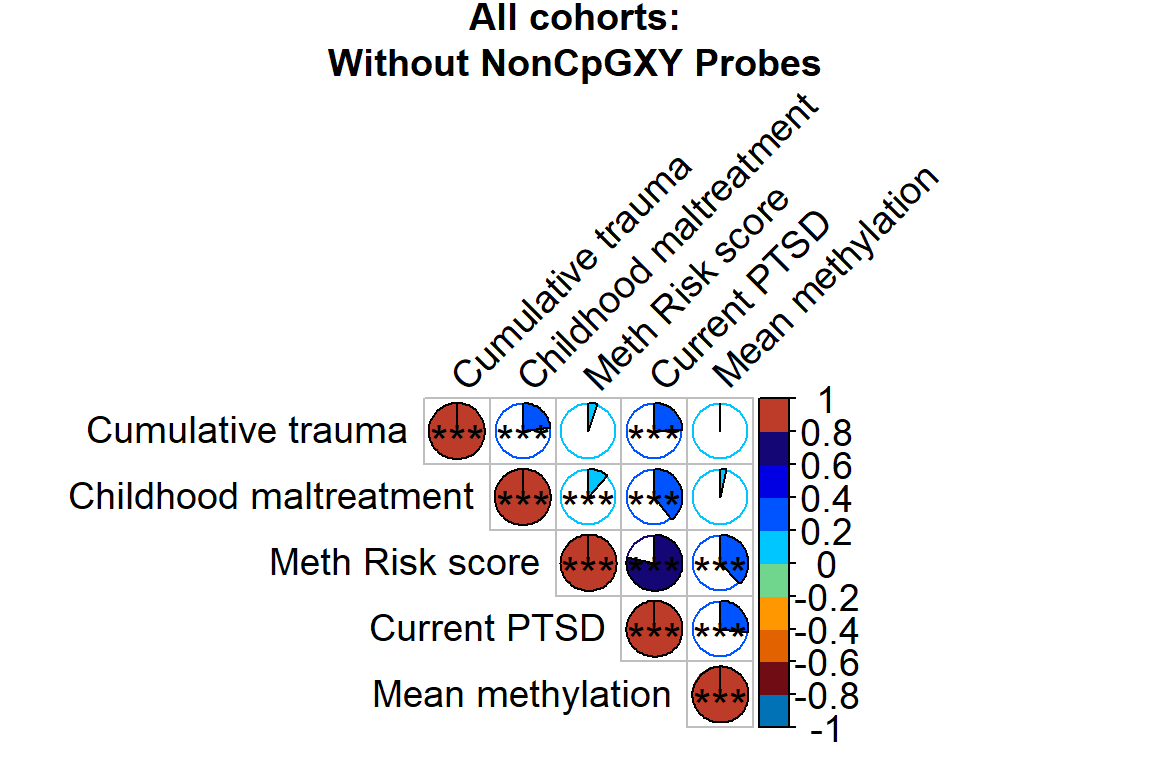 All cohorts:
Without NonCpGXY Probes
Cumulative trauma
Childhood maltreatment
Meth Risk score
Current PTSD
Mean methylation
Cumulative trauma
*** *** ***
Childhood maltreatment
*** *** ***
Meth Risk score
*** *** ***
Current PTSD
*** ***
Mean methylation
***
1
0.8
0.6
0.4
0.2
0
-0.2
-0.4
-0.6
-0.8
-1